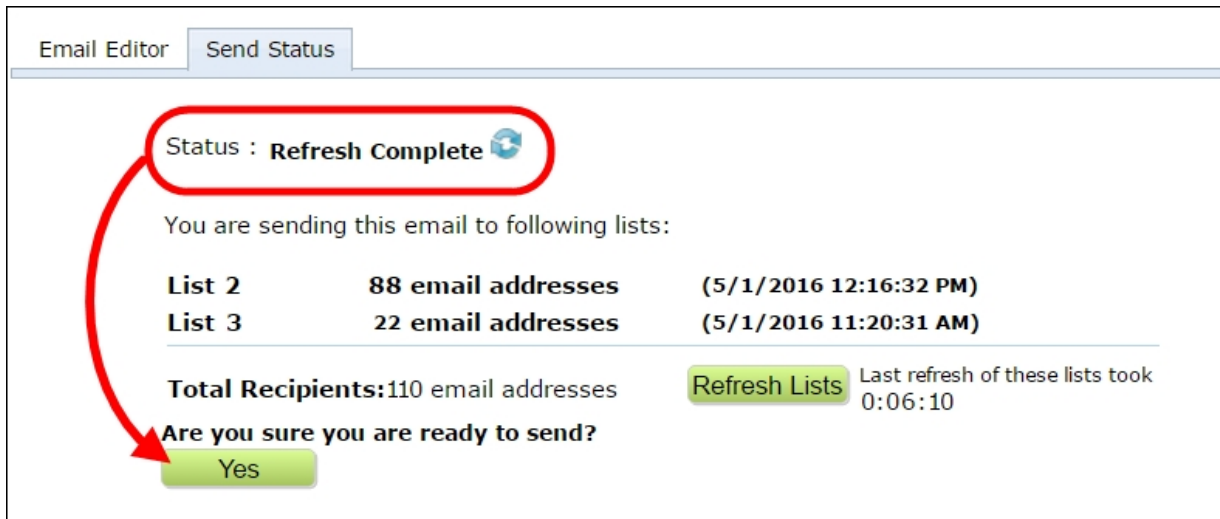 Email Editor Send Status
Status : Refresh Complete
You are sending this email to following lists:
List 2 88 email addresses (5/1/2016 12:16:32 PM)
List 3 22 email addresses (5/1/2016 11:20:31 AM)
Total Recipients:110 email addresses Refresh Lists Last refresh of these lists took
0:06:10
Are you sure you are ready to send?
Yes